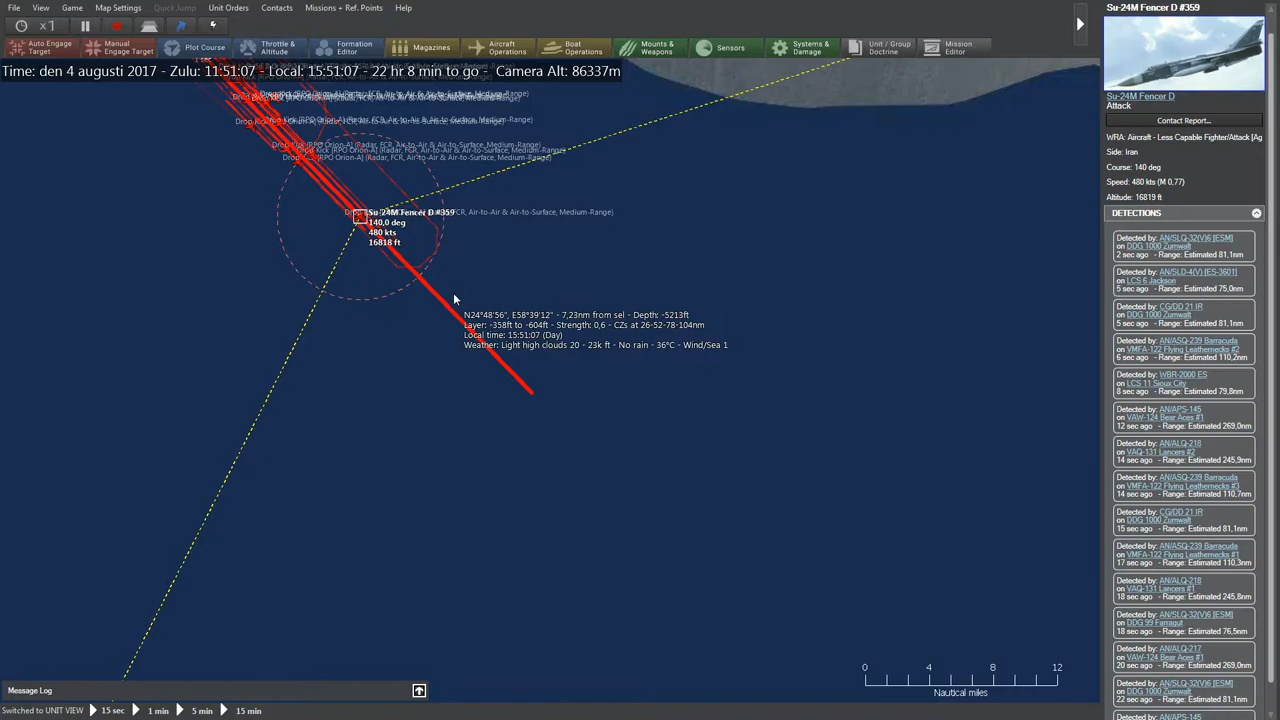 File View Game Map Settings Quick Jump Unit Orders Contacts Missions + Ref. Points Help
Su-24M Fencer D #359
×1
Auto Engage Target
Manual Engage Target
Plot Course
Throttle & Altitude
Formation Editor
Magazines
Aircraft Operations
Boat Operations
Mounts & Weapons
Sensors
Systems & Damage
Unit / Group Doctrine
Mission Editor
Time: den 4 augusti 2017 - Zulu: 11:51:07 - Local: 15:51:07 - 22 hr 8 min to go - Camera Alt: 86337m
Drop Kick [RPO Orion-A] (Radar, FCR, Air-to-Air & Air-to-Surface, Medium-Range)
Su-24M Fencer D #359
140,0 deg
480 kts
16818 ft
FCR, Air-to-Air & Air-to-Surface, Medium-Range)
N24°48'56", E58°39'12" - 7,23nm from sel - Depth: -5213ft
Layer: -358ft to -604ft - Strength: 0,6 - CZs at 26-52-78-104nm
Local time: 15:51:07 (Day)
Weather: Light high clouds 20 - 23k ft - No rain - 36°C - Wind/Sea 1
0 4 8 12
Nautical miles
Message Log
Switched to UNIT VIEW 15 sec 1 min 5 min 15 min
Su-24M Fencer D
Attack
Contact Report...
WRA: Aircraft - Less Capable Fighter/Attack [Ag
Side: Iran
Course: 140 deg
Speed: 480 kts (M 0,77)
Altitude: 16819 ft
DETECTIONS
Detected by: AN/SLQ-32(V)6 [ESM]
on DDG 1000 Zumwalt
2 sec ago - Range: Estimated 81,1nm
Detected by: AN/SLD-4(V) [ES-3601]
on LCS 6 Jackson
5 sec ago - Range: Estimated 75,0nm
Detected by: CG/DD 21 IR
on DDG 1000 Zumwalt
5 sec ago - Range: Estimated 81,1nm
Detected by: AN/ASQ-239 Barracuda
on VMFA-122 Flying Leathernecks #2
6 sec ago - Range: Estimated 110,2nm
Detected by: WBR-2000 ES
on LCS 11 Sioux City
8 sec ago - Range: Estimated 79,8nm
Detected by: AN/APS-145
on VAW-124 Bear Aces #1
12 sec ago - Range: Estimated 269,0nm
Detected by: AN/ALQ-218
on VAQ-131 Lancers #2
14 sec ago - Range: Estimated 245,9nm
Detected by: AN/ASQ-239 Barracuda
on VMFA-122 Flying Leathernecks #3
14 sec ago - Range: Estimated 110,7nm
Detected by: CG/DD 21 IR
on DDG 1000 Zumwalt
15 sec ago - Range: Estimated 81,1nm
Detected by: AN/ASQ-239 Barracuda
on VMFA-122 Flying Leathernecks #1
17 sec ago - Range: Estimated 110,3nm
Detected by: AN/ALQ-218
on VAQ-131 Lancers #1
18 sec ago - Range: Estimated 245,8nm
Detected by: AN/SLQ-32(V)6 [ESM]
on DDG 99 Farragut
18 sec ago - Range: Estimated 76,5nm
Detected by: AN/ALQ-217
on VAW-124 Bear Aces #1
20 sec ago - Range: Estimated 269,0nm
Detected by: AN/SLQ-32(V)6 [ESM]
on DDG 1000 Zumwalt
22 sec ago - Range: Estimated 81,1nm
Detected by: AN/APS-145